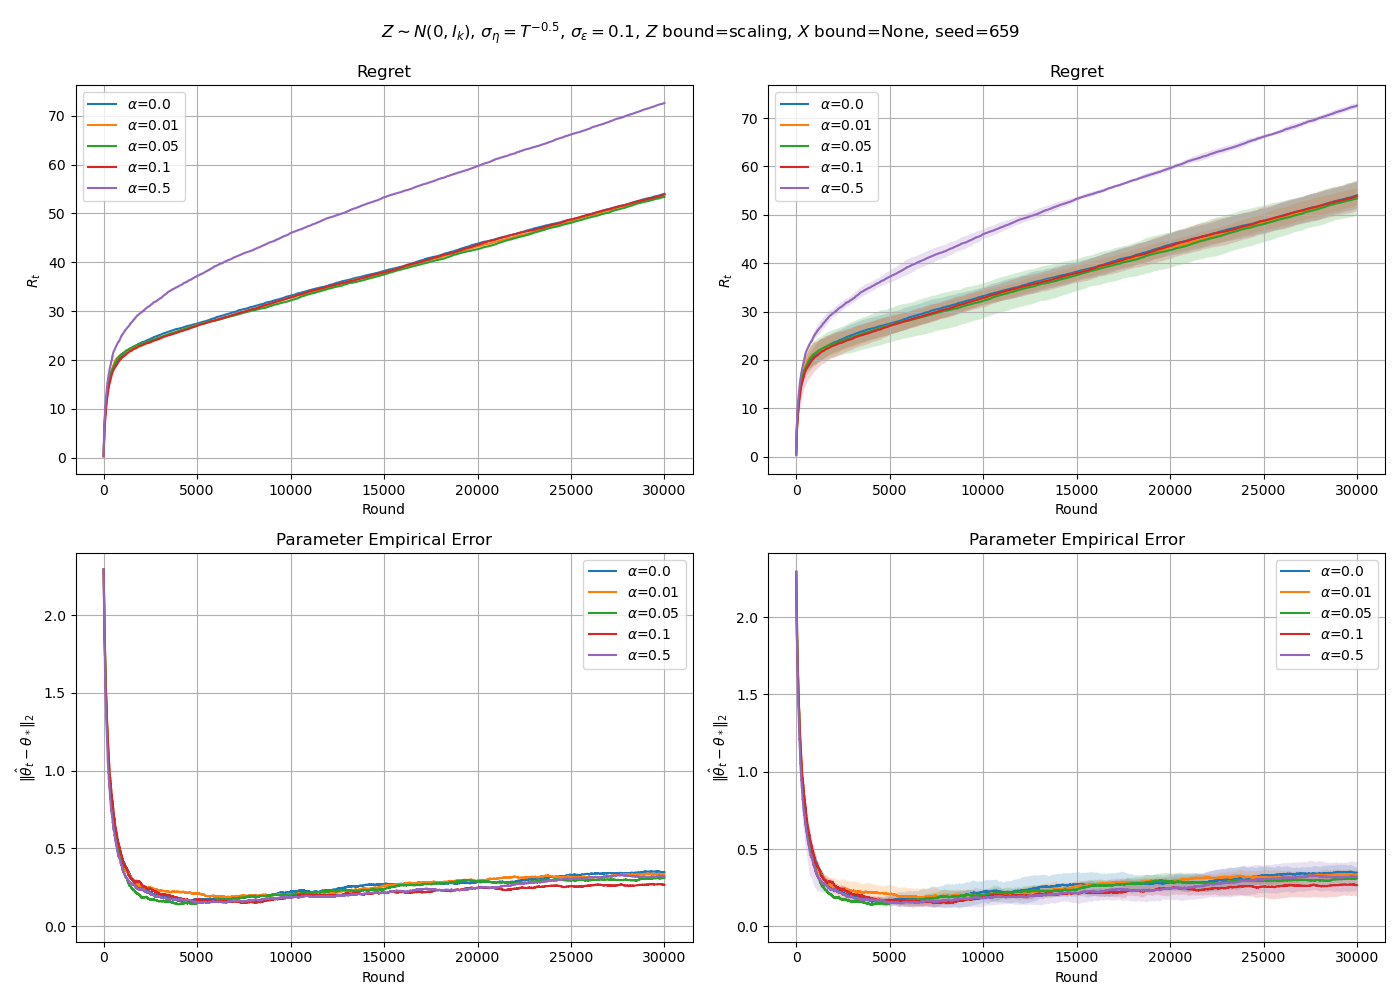 Z ~ N(0, I_k), σ_η = T^{−0.5}, σ_ε = 0.1, Z bound=scaling, X bound=None, seed=659
Regret
α=0.0
α=0.01
α=0.05
α=0.1
α=0.5
70
60
50
40
30
20
10
0
R_t
0 5000 10000 15000 20000 25000 30000
Round
Regret
α=0.0
α=0.01
α=0.05
α=0.1
α=0.5
70
60
50
40
30
20
10
0
R_t
0 5000 10000 15000 20000 25000 30000
Round
Parameter Empirical Error
α=0.0
α=0.01
α=0.05
α=0.1
α=0.5
2.0
1.5
1.0
0.5
0.0
‖θ̂_t − θ_*‖_2
0 5000 10000 15000 20000 25000 30000
Round
Parameter Empirical Error
α=0.0
α=0.01
α=0.05
α=0.1
α=0.5
2.0
1.5
1.0
0.5
0.0
‖θ̂_t − θ_*‖_2
0 5000 10000 15000 20000 25000 30000
Round